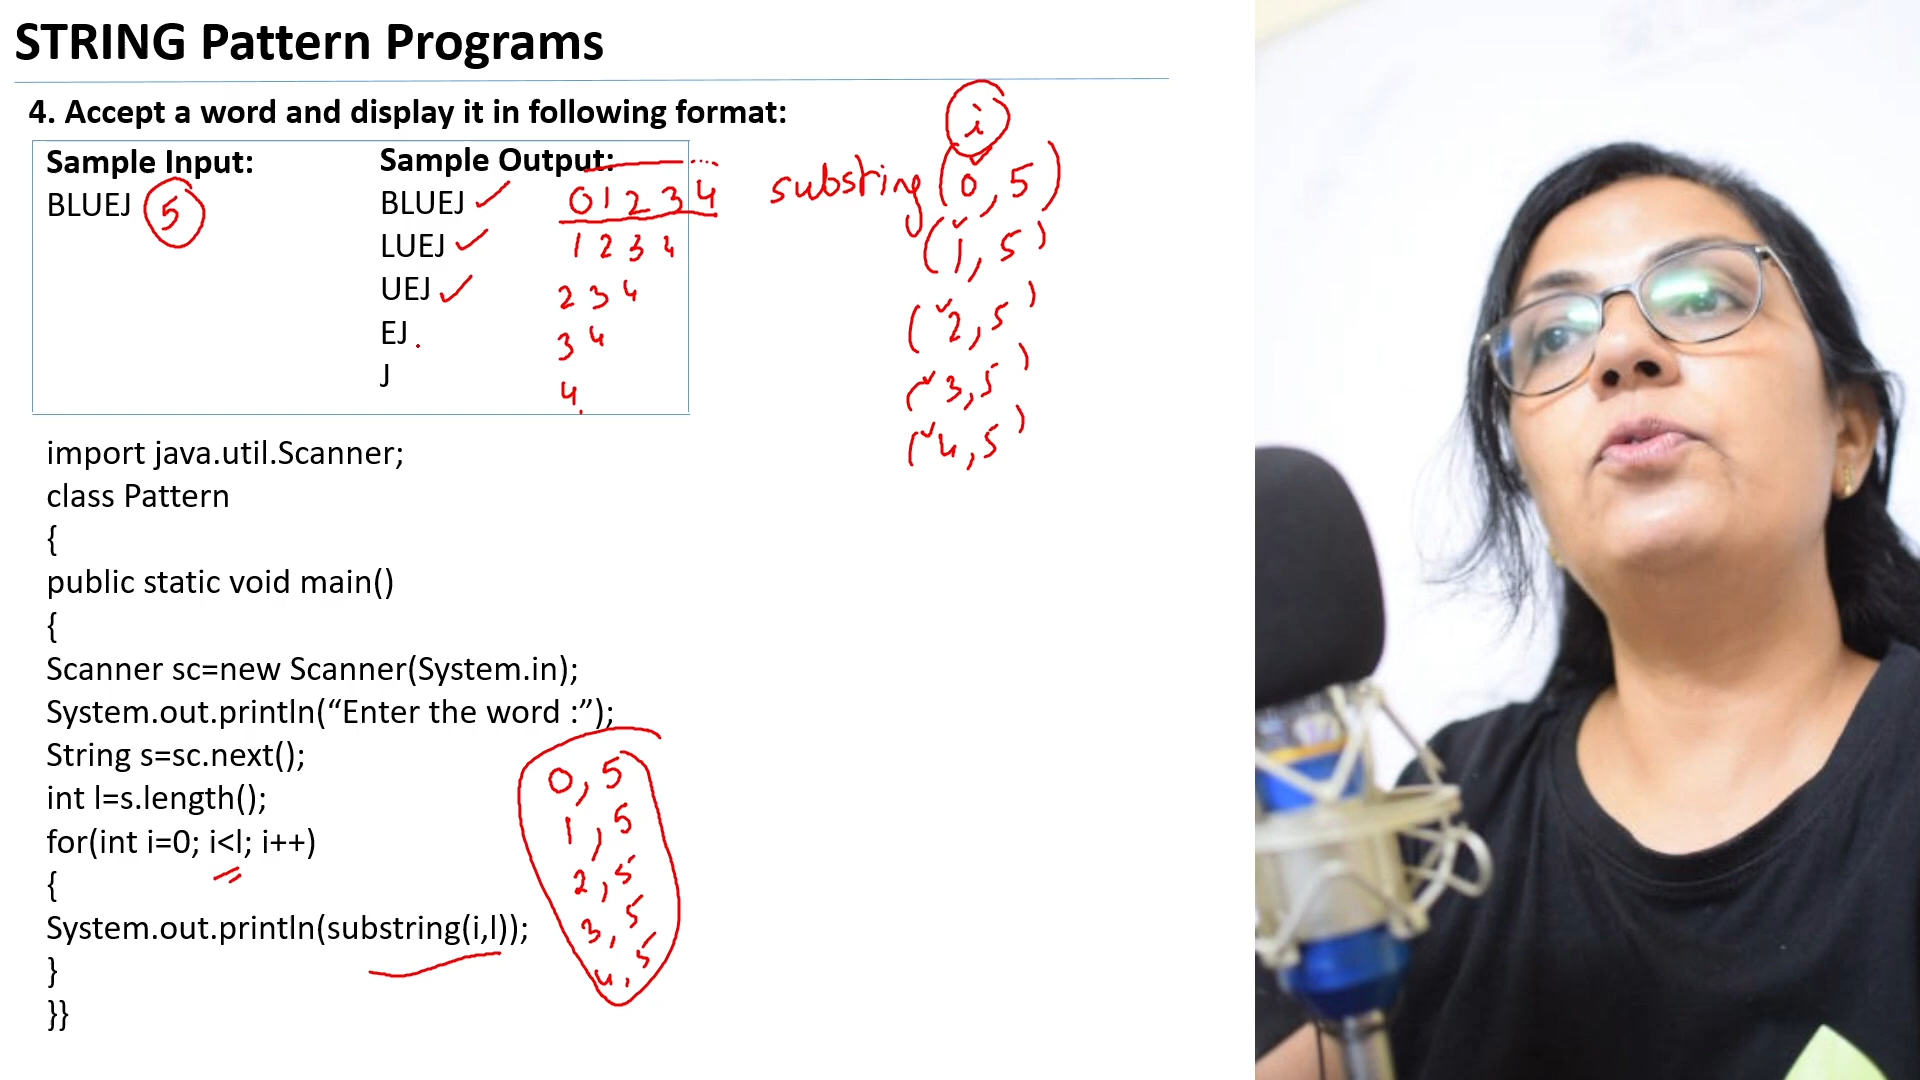 STRING Pattern Programs
4. Accept a word and display it in following format:
Sample Input:
BLUEJ 5
Sample Output:
BLUEJ
LUEJ
UEJ
EJ
J
0 1 2 3 4
1 2 3 4
2 3 4
3 4
4
i
substring (0, 5)
(1, 5)
(2, 5)
(3, 5)
(4, 5)
import java.util.Scanner;
class Pattern
{
public static void main()
{
Scanner sc=new Scanner(System.in);
System.out.println(“Enter the word :”);
String s=sc.next();
int l=s.length();
for(int i=0; i<l; i++)
{
System.out.println(substring(i,l));
}
}}
0, 5
1, 5
2, 5
3, 5
4, 5